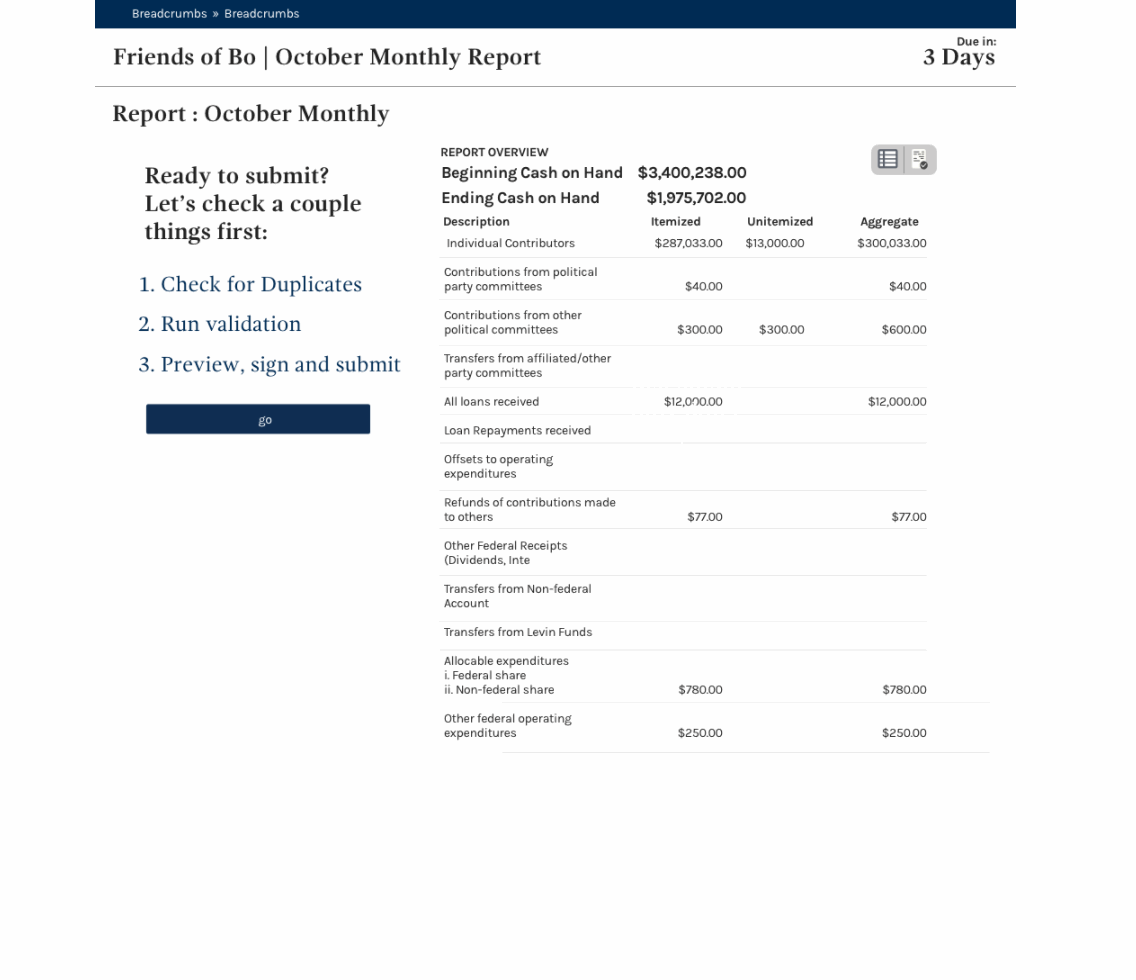 Breadcrumbs » Breadcrumbs
Friends of Bo | October Monthly Report
Due in:
3 Days
Report : October Monthly
Ready to submit?
Let's check a couple
things first:
1. Check for Duplicates
2. Run validation
3. Preview, sign and submit
go
REPORT OVERVIEW
Beginning Cash on Hand $3,400,238.00
Ending Cash on Hand $1,975,702.00
Description Itemized Unitemized Aggregate
Individual Contributors $287,033.00 $13,000.00 $300,033.00
Contributions from political
party committees $40.00 $40.00
Contributions from other
political committees $300.00 $300.00 $600.00
Transfers from affiliated/other
party committees
All loans received $12,000.00 $12,000.00
Loan Repayments received
Offsets to operating
expenditures
Refunds of contributions made
to others $77.00 $77.00
Other Federal Receipts
(Dividends, Inte
Transfers from Non-federal
Account
Transfers from Levin Funds
Allocable expenditures
i. Federal share
ii. Non-federal share $780.00 $780.00
Other federal operating
expenditures $250.00 $250.00